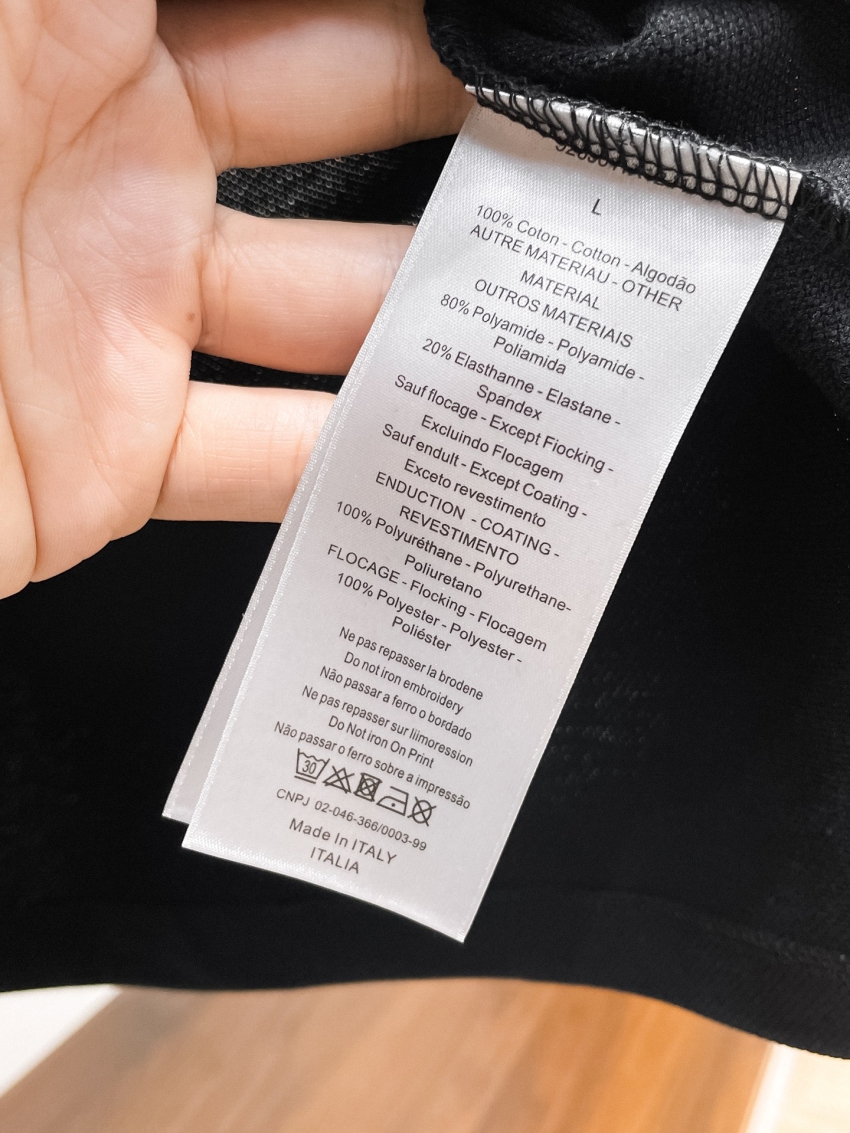 L
100% Coton - Cotton - Algodão
AUTRE MATERIAU - OTHER
MATERIAL
OUTROS MATERIAIS
80% Polyamide - Polyamide -
Poliamida
20% Elasthanne - Elastane -
Spandex
Sauf flocage - Except Fiocking -
Excluindo Flocagem
Sauf endult - Except Coating -
Exceto revestimento
ENDUCTION - COATING -
REVESTIMENTO
100% Polyuréthane - Polyurethane-
Poliuretano
FLOCAGE - Flocking - Flocagem
100% Polyester - Polyester -
Poliéster
Ne pas repasser la brodene
Do not iron embroidery
Não passar a ferro o bordado
Ne pas repasser sur liimoression
Do Not iron On Print
Não passar o ferro sobre a impressão
30
CNPJ 02-046-366/0003-99
Made In ITALY
ITALIA